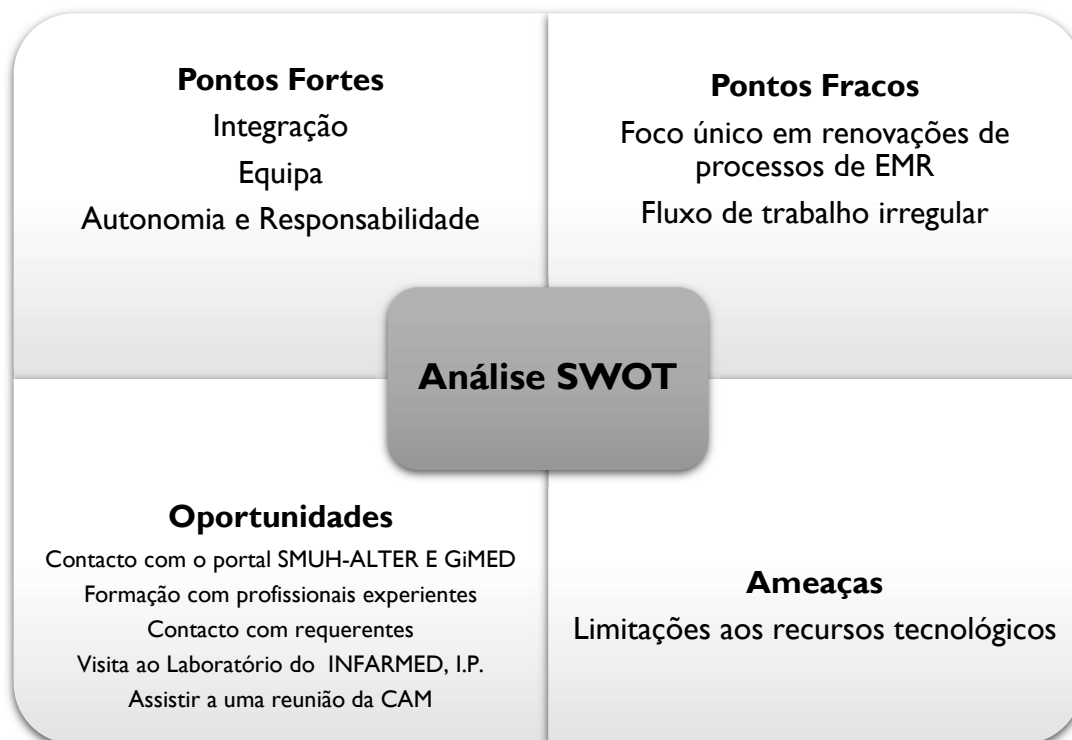 Pontos Fortes
Integração
Equipa
Autonomia e Responsabilidade
Pontos Fracos
Foco único em renovações de
processos de EMR
Fluxo de trabalho irregular
Análise SWOT
Oportunidades
Contacto com o portal SMUH-ALTER E GiMED
Formação com profissionais experientes
Contacto com requerentes
Visita ao Laboratório do INFARMED, I.P.
Assistir a uma reunião da CAM
Ameaças
Limitações aos recursos tecnológicos